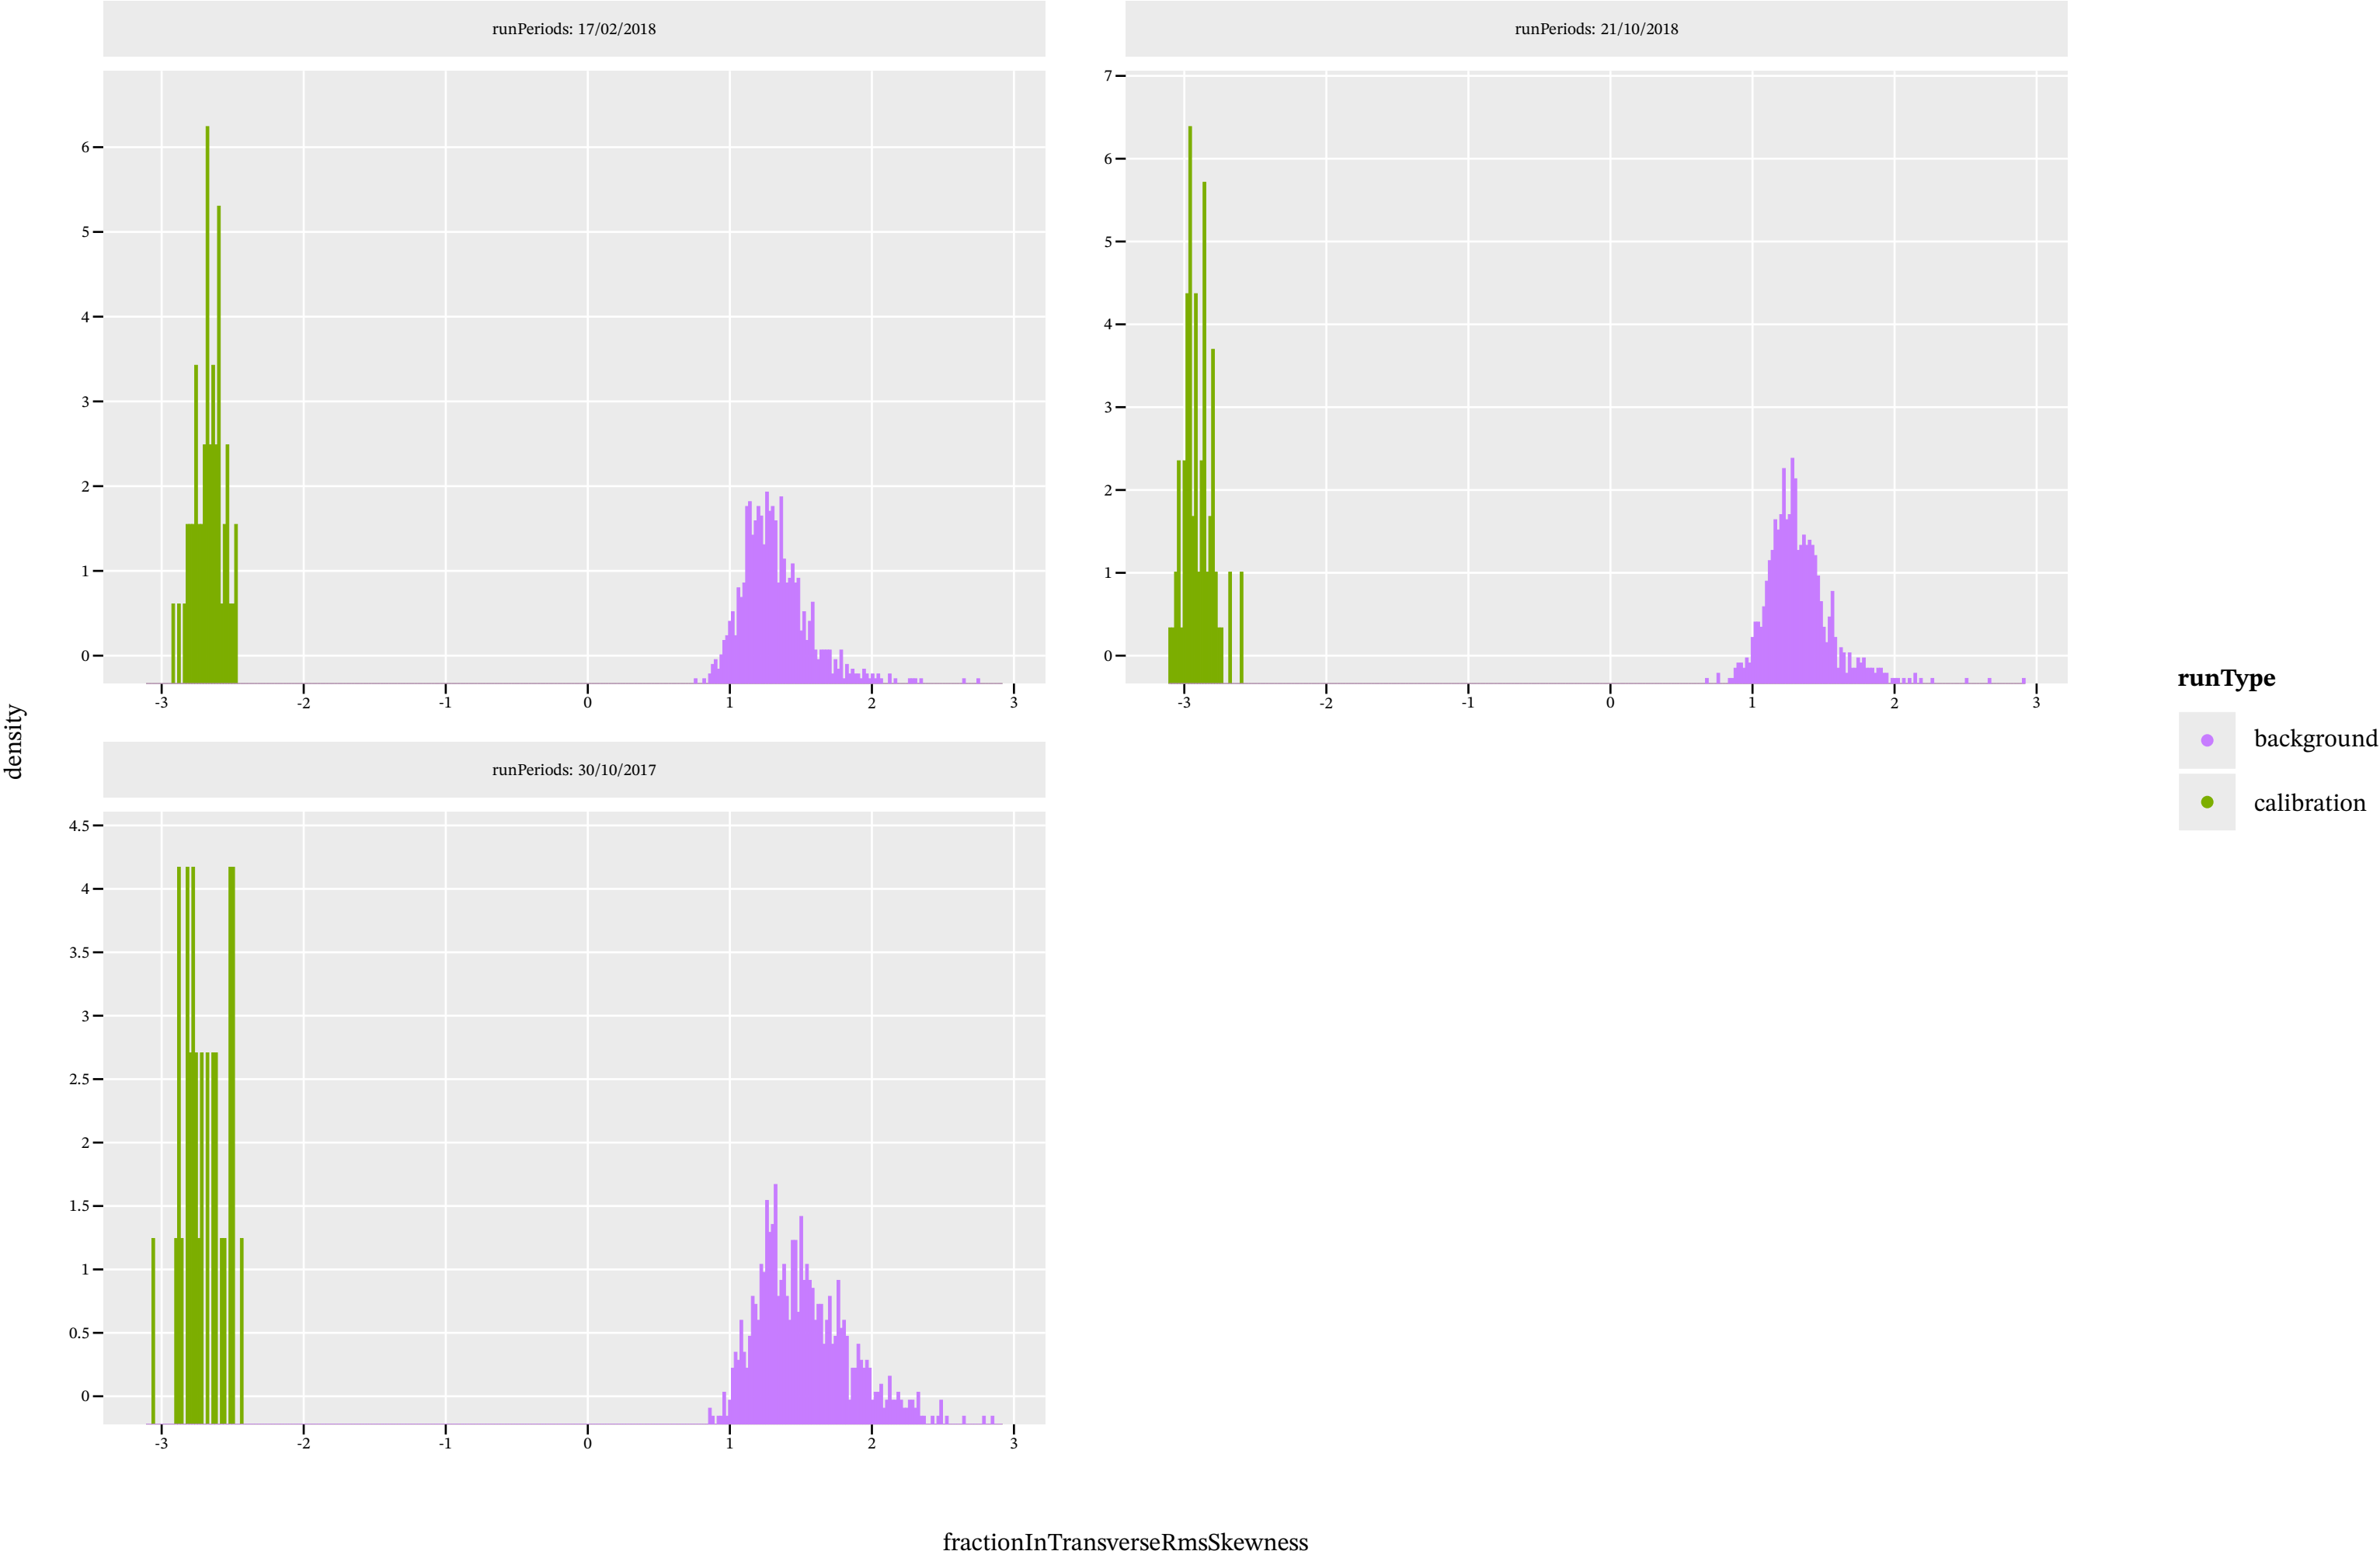 runPeriods: 17/02/2018
6
5
4
3
2
1
0
-3 -2 -1 0 1 2 3
runPeriods: 21/10/2018
7
6
5
4
3
2
1
0
-3 -2 -1 0 1 2 3
runPeriods: 30/10/2017
4.5
4
3.5
3
2.5
2
1.5
1
0.5
0
-3 -2 -1 0 1 2 3
density
fractionInTransverseRmsSkewness
runType
background
calibration